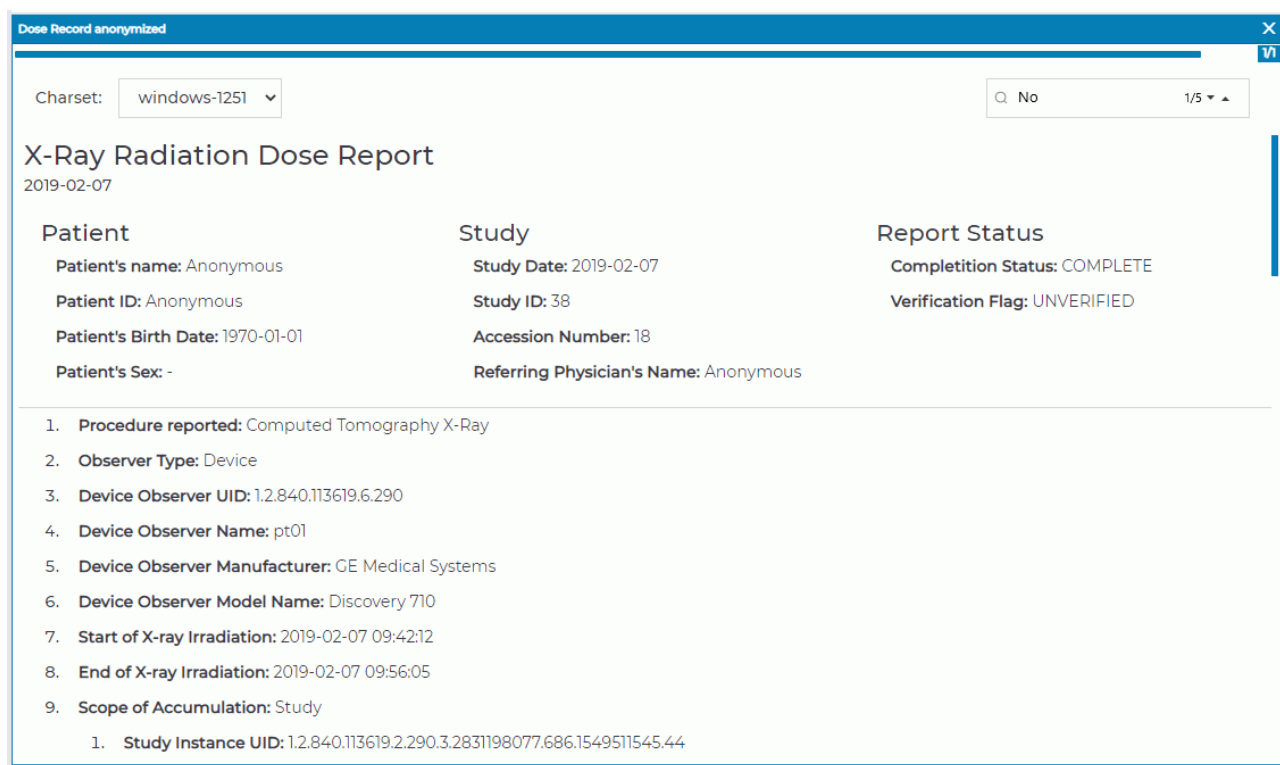 Dose Record anonymized X
1/1
Charset: windows-1251 No 1/5
X-Ray Radiation Dose Report
2019-02-07
Patient Study Report Status
Patient's name: Anonymous Study Date: 2019-02-07 Completition Status: COMPLETE
Patient ID: Anonymous Study ID: 38 Verification Flag: UNVERIFIED
Patient's Birth Date: 1970-01-01 Accession Number: 18
Patient's Sex: - Referring Physician's Name: Anonymous
1. Procedure reported: Computed Tomography X-Ray
2. Observer Type: Device
3. Device Observer UID: 1.2.840.113619.6.290
4. Device Observer Name: pt01
5. Device Observer Manufacturer: GE Medical Systems
6. Device Observer Model Name: Discovery 710
7. Start of X-ray Irradiation: 2019-02-07 09:42:12
8. End of X-ray Irradiation: 2019-02-07 09:56:05
9. Scope of Accumulation: Study
1. Study Instance UID: 1.2.840.113619.2.290.3.2831198077.686.1549511545.44